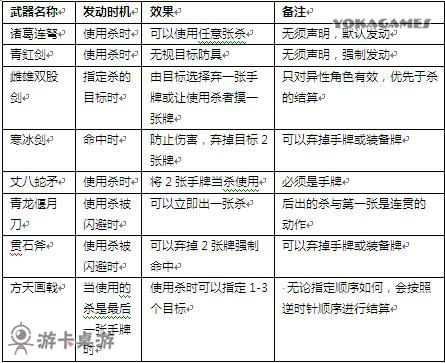 武器名称 发动时机 效果 备注
YOKAGAMES
诸葛连弩 使用杀时 可以使用任意张杀 无须声明，默认发动
青红剑 使用杀时 无视目标防具 无须声明，强制发动
雌雄双股 指定杀的 由目标选择弃一张手 只对异性角色有效，优先于杀
剑 目标时 牌或让使用杀者摸一 的结算
张牌
寒冰剑 命中时 防止伤害，弃掉目标 2 可以弃掉手牌或装备牌
张牌
丈八蛇矛 使用杀时 将 2 张手牌当杀使用 必须是手牌
青龙偃月 使用杀被 可以立即出一张杀 后出的杀与第一张是连贯的
刀 闪避时 动作
贯石斧 使用杀被 可以弃掉 2 张牌强制 可以弃掉手牌或装备牌
闪避时 命中
方天画戟 当使用的 使用杀时可以指定 1-3 ·无论指定顺序如何，会按照
杀是最后 个目标 逆时针顺序进行结算
一张手牌
时
游卡桌游